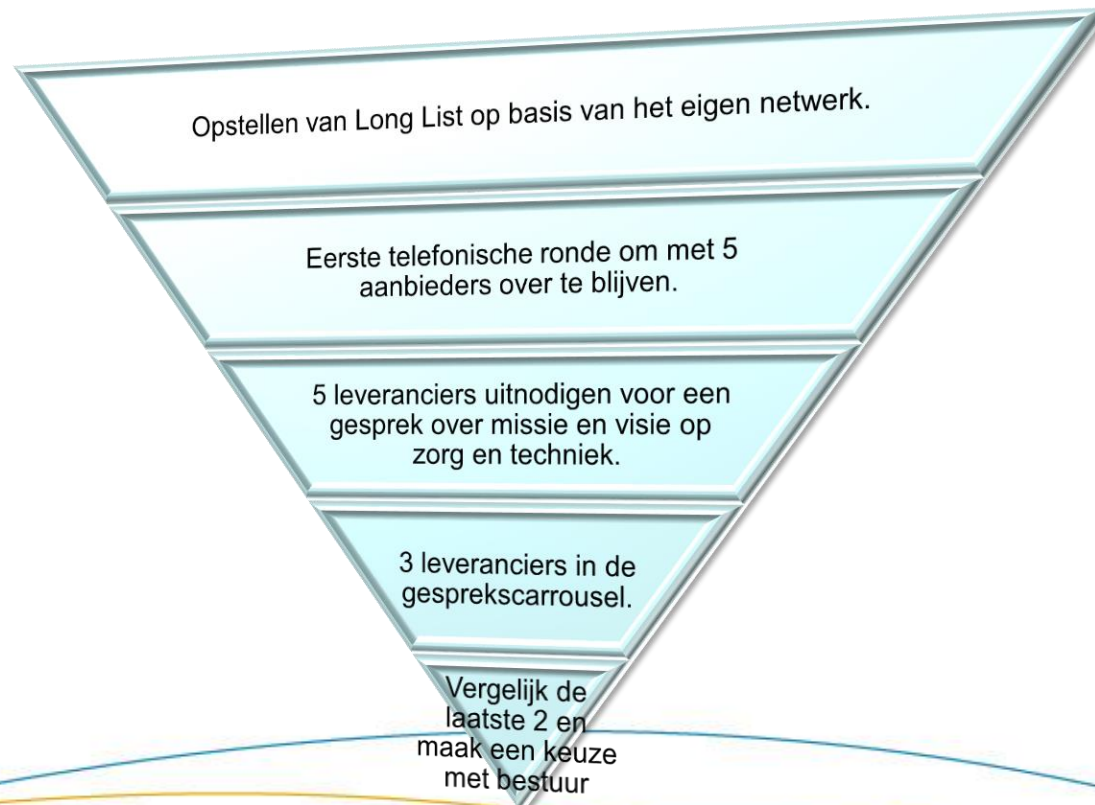 Opstellen van Long List op basis van het eigen netwerk.
Eerste telefonische ronde om met 5
aanbieders over te blijven.
5 leveranciers uitnodigen voor een
gesprek over missie en visie op
zorg en techniek.
3 leveranciers in de
gesprekscarrousel.
Vergelijk de
laatste 2 en
maak een keuze
met bestuur